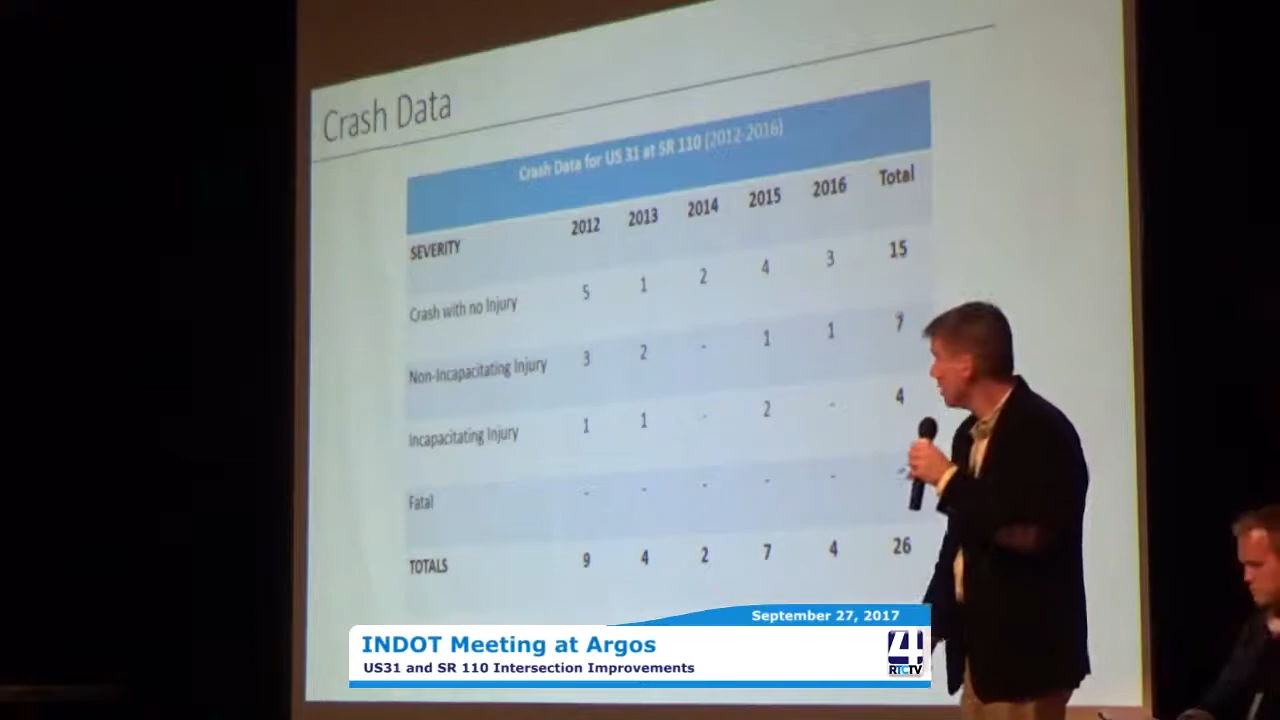 Crash Data
Crash Data for US 31 at SR 110 (2012-2016)
SEVERITY 2012 2013 2014 2015 2016 Total
Crash with no Injury 5 1 2 4 3 15
Non-Incapacitating Injury 3 2 - 1 1 7
Incapacitating Injury 1 1 - 2 - 4
Fatal - - - - - -
TOTALS 9 4 2 7 4 26
September 27, 2017
INDOT Meeting at Argos
US31 and SR 110 Intersection Improvements
4
RTCTV